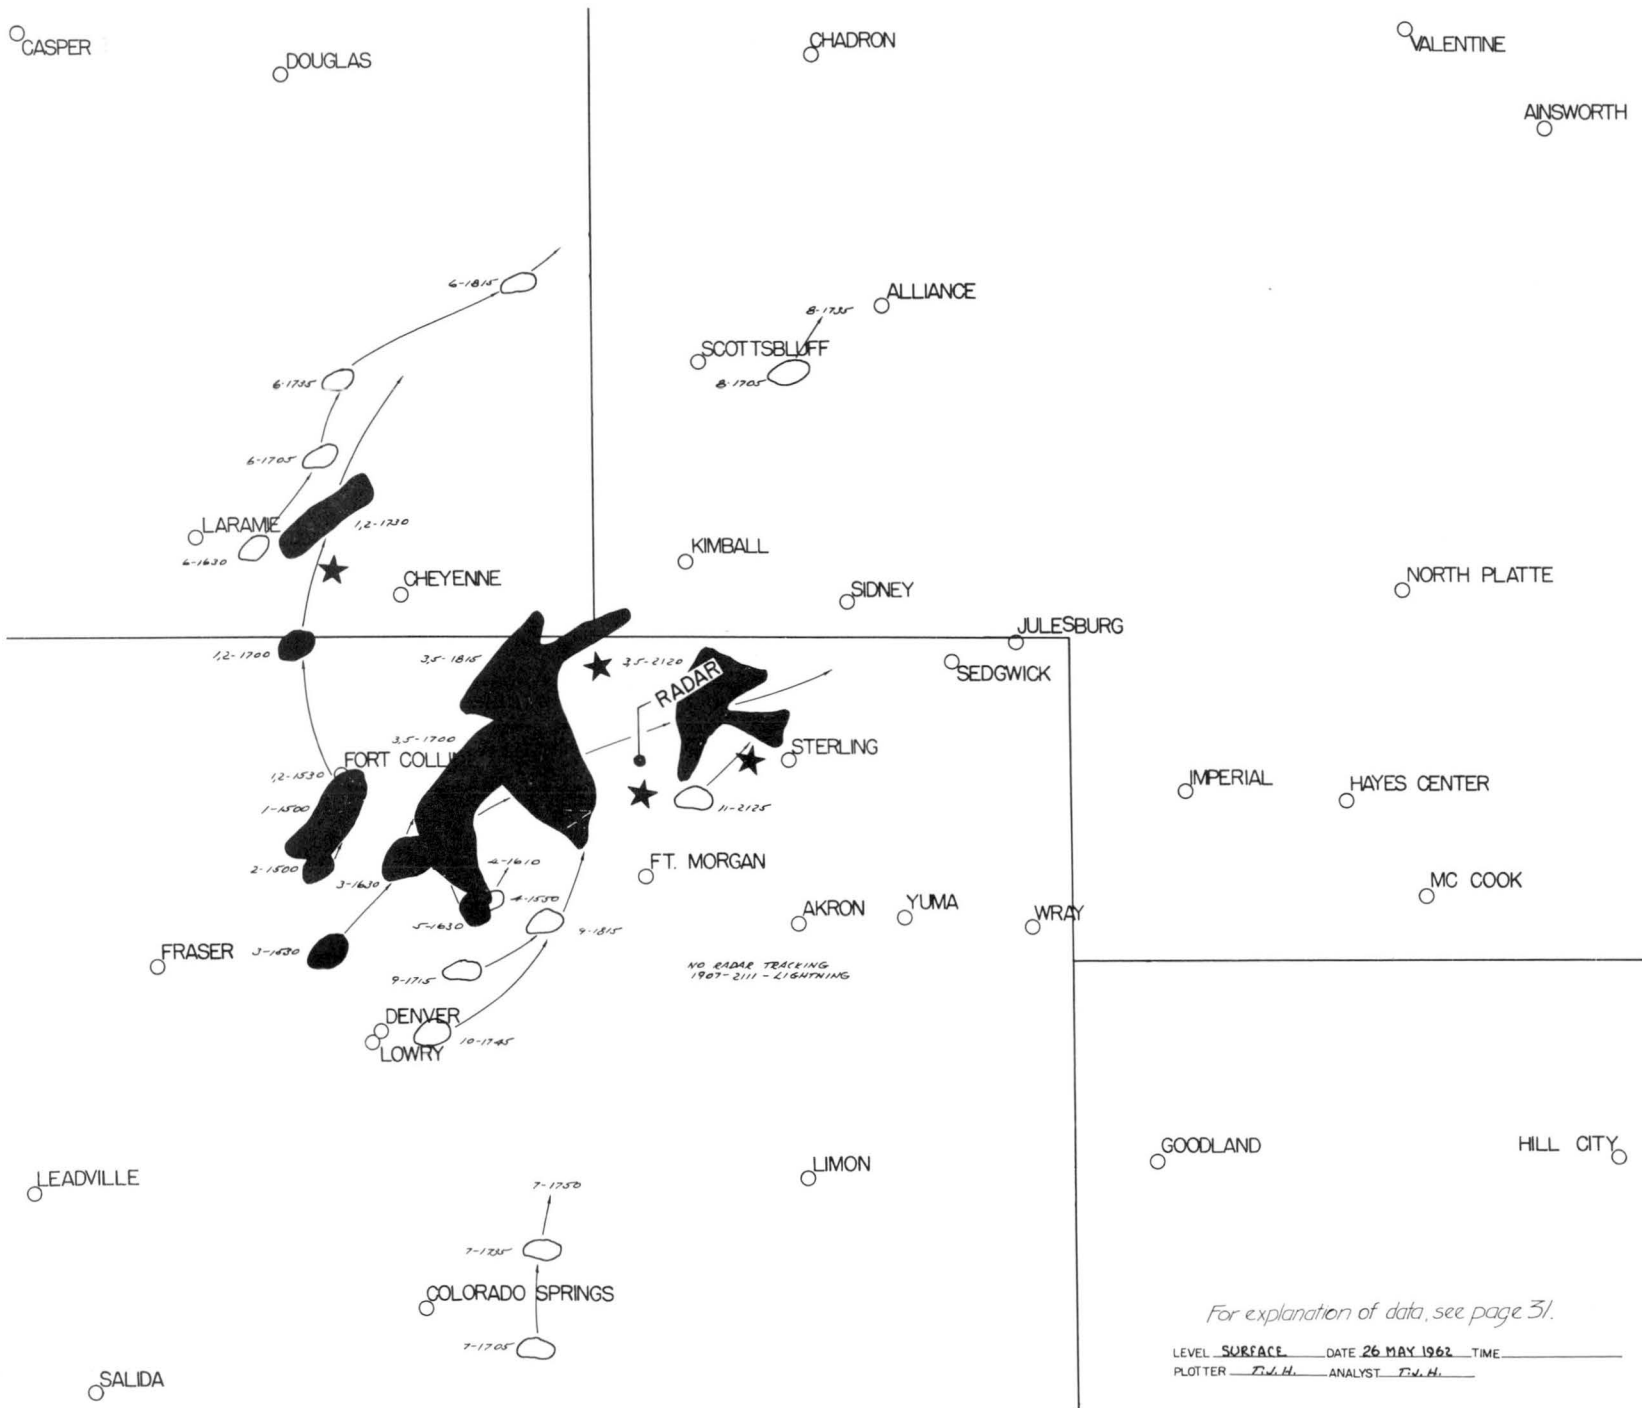 CASPER
DOUGLAS
CHADRON
VALENTINE
AINSWORTH
6-1815
ALLIANCE
8-1735
SCOTTSBLUFF
8-1705
6-1735
6-1705
LARAMIE
1,2-1730
6-1630
KIMBALL
CHEYENNE
SIDNEY
NORTH PLATTE
JULESBURG
1,2-1700
3,5-1815
3,5-2120
SEDGWICK
RADAR
3,5-1700
STERLING
FORT COLLI
1,2-1530
IMPERIAL
HAYES CENTER
1-1500
11-2125
4-1610
FT. MORGAN
2-1500
3-1630
MC COOK
4-1550
5-1630
AKRON
YUMA
WRAY
9-1815
FRASER
3-1530
NO RADAR TRACKING
1907-2111 - LIGHTNING
9-1715
DENVER
10-1745
LOWRY
GOODLAND
HILL CITY
LIMON
LEADVILLE
7-1750
7-1735
COLORADO SPRINGS
7-1705
SALIDA
For explanation of data, see page 31.
LEVEL SURFACE DATE 26 MAY 1962 TIME
PLOTTER T.J.H. ANALYST T.J.H.